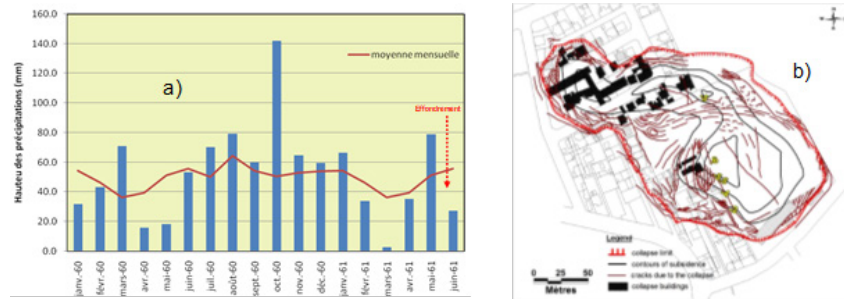 160.0
140.0
120.0
100.0
80.0
60.0
40.0
20.0
0.0
Hauteu des précipitations (mm)
a)
moyenne mensuelle
Effondrement
janv.-60
févr.-60
mars-60
avr.-60
mai-60
juin-60
juil.-60
août-60
sept.-60
oct.-60
nov.-60
déc.-60
janv.-61
févr.-61
mars-61
avr.-61
mai-61
juin-61
b)
Legend
collapse limit
contours of subsidence
cracks due to the collapse
collapse buildings
0 25 50
Mètres